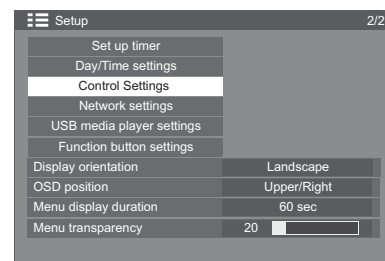 Setup 2/2
Set up timer
Day/Time settings
Control Settings
Network settings
USB media player settings
Function button settings
Display orientation Landscape
OSD position Upper/Right
Menu display duration 60 sec
Menu transparency 20